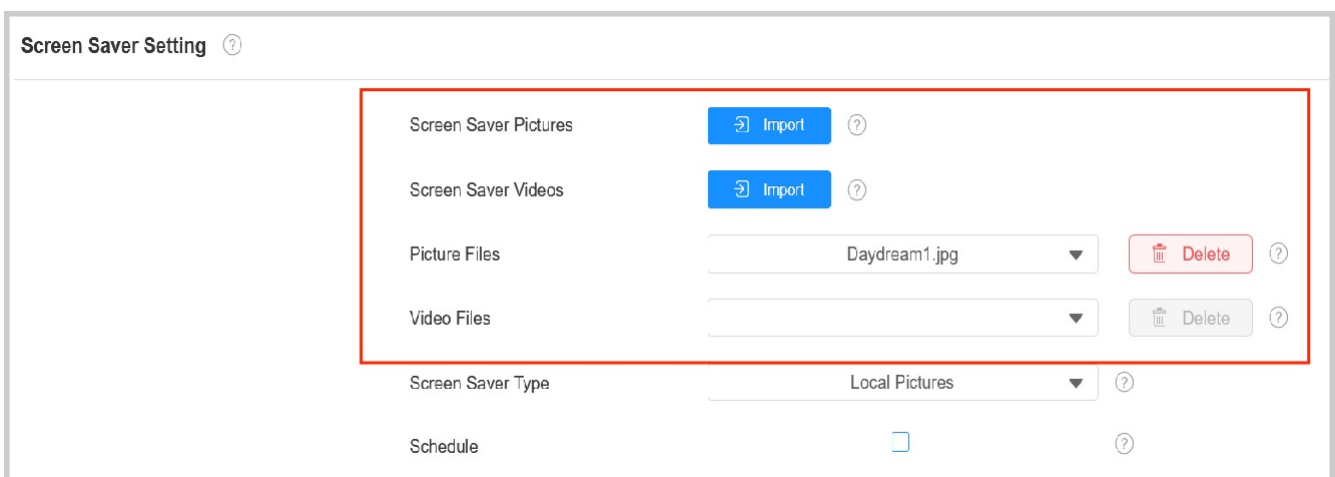 Screen Saver Setting ?
Screen Saver Pictures Import ?
Screen Saver Videos Import ?
Picture Files Daydream1.jpg Delete ?
Video Files Delete ?
Screen Saver Type Local Pictures ?
Schedule ?